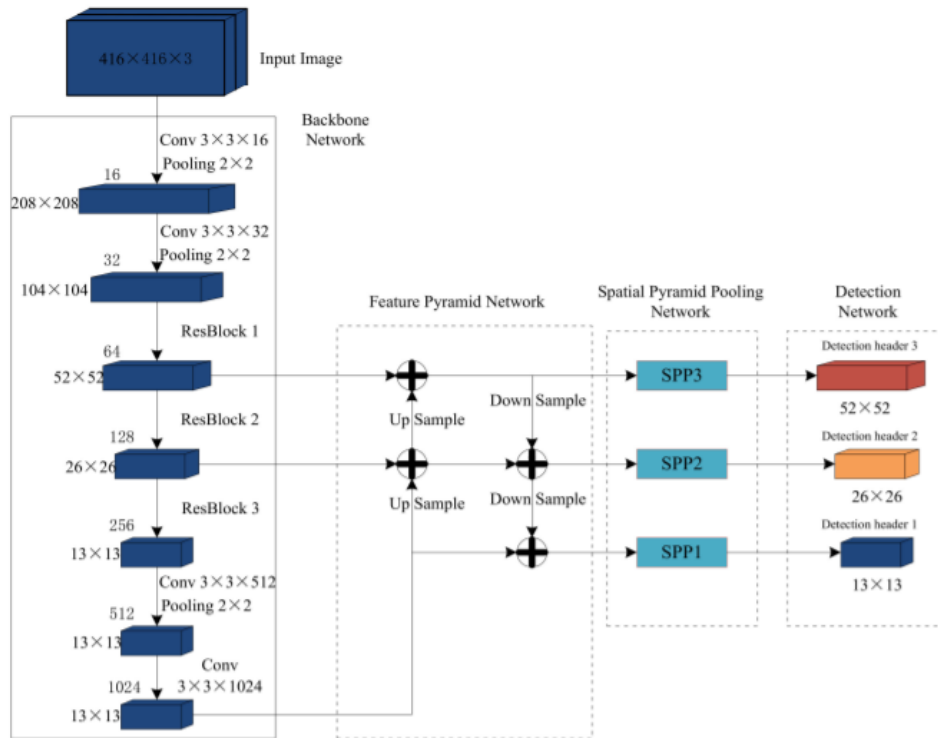 416×416×3
Input Image
Backbone
Network
Conv 3×3×16
Pooling 2×2
16
208×208
Conv 3×3×32
Pooling 2×2
32
104×104
ResBlock 1
64
52×52
ResBlock 2
128
26×26
ResBlock 3
256
13×13
Conv 3×3×512
Pooling 2×2
512
13×13
Conv
3×3×1024
1024
13×13
Feature Pyramid Network
Up Sample
Down Sample
Up Sample
Down Sample
Spatial Pyramid Pooling
Network
SPP3
SPP2
SPP1
Detection
Network
Detection header 3
52×52
Detection header 2
26×26
Detection header 1
13×13